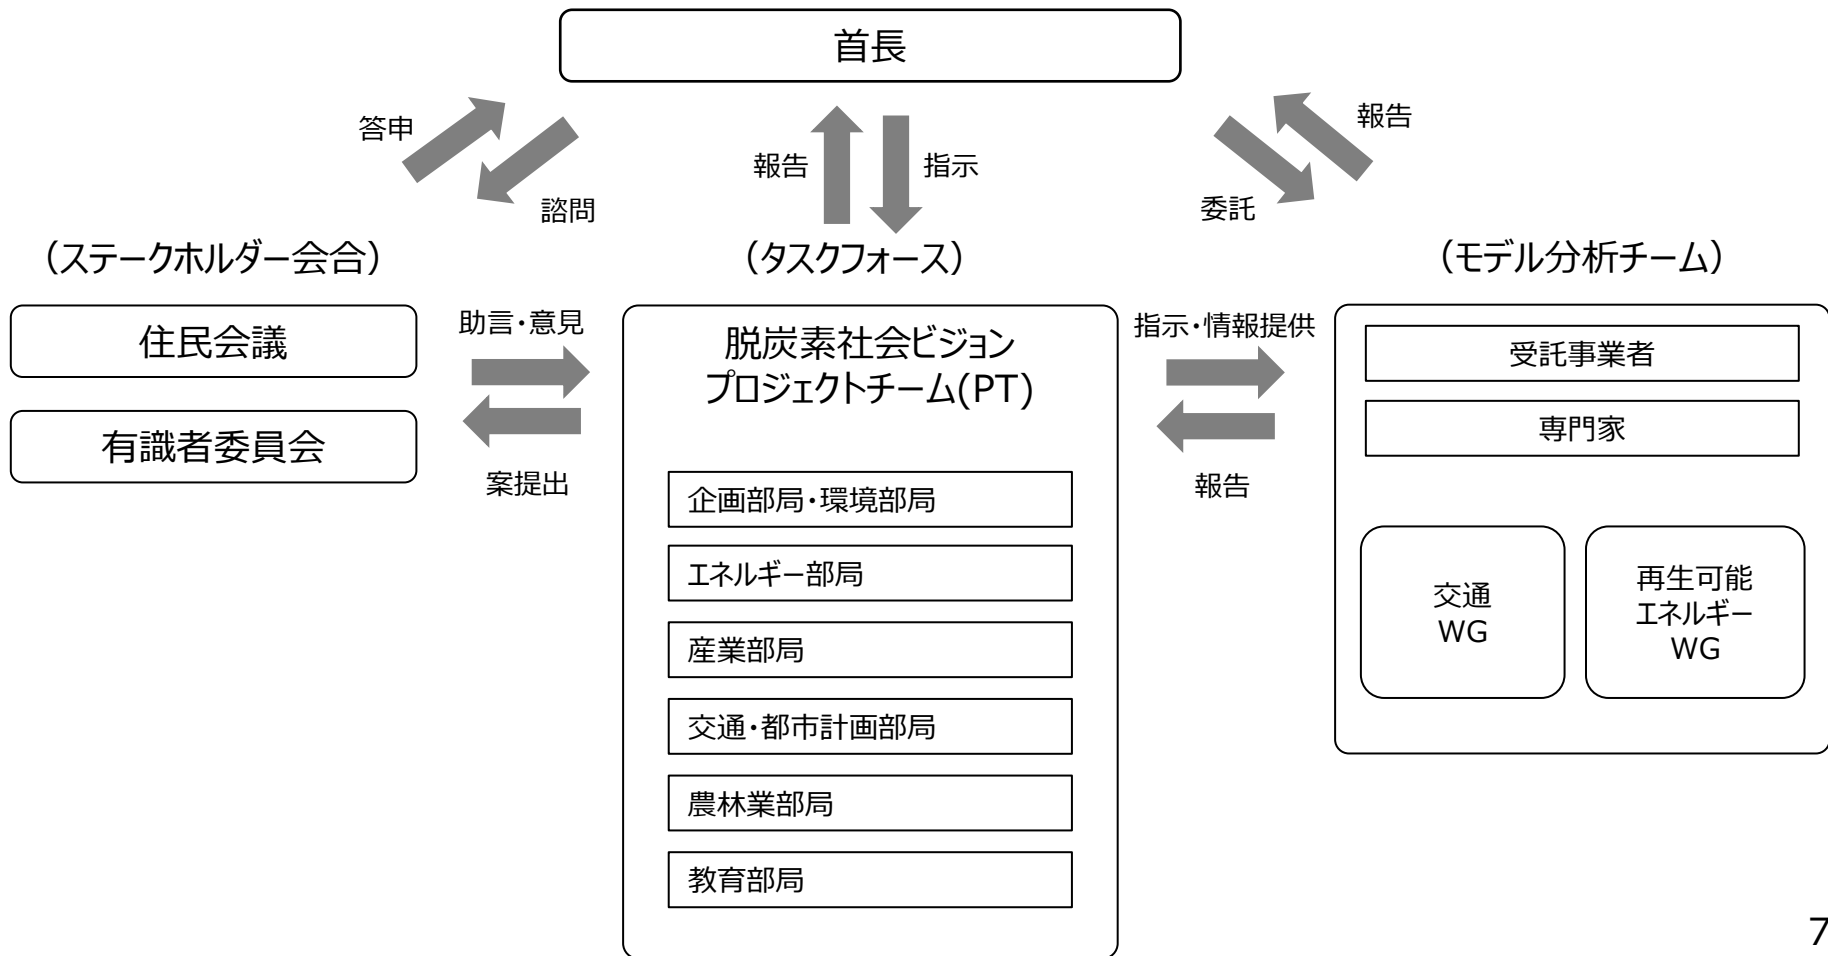 首長
答申
諮問
報告
指示
報告
委託
（ステークホルダー会合）
（タスクフォース）
（モデル分析チーム）
住民会議
有識者委員会
助言・意見
案提出
脱炭素社会ビジョン
プロジェクトチーム(PT)
企画部局・環境部局
エネルギー部局
産業部局
交通・都市計画部局
農林業部局
教育部局
指示・情報提供
報告
受託事業者
専門家
交通
WG
再生可能
エネルギー
WG
7